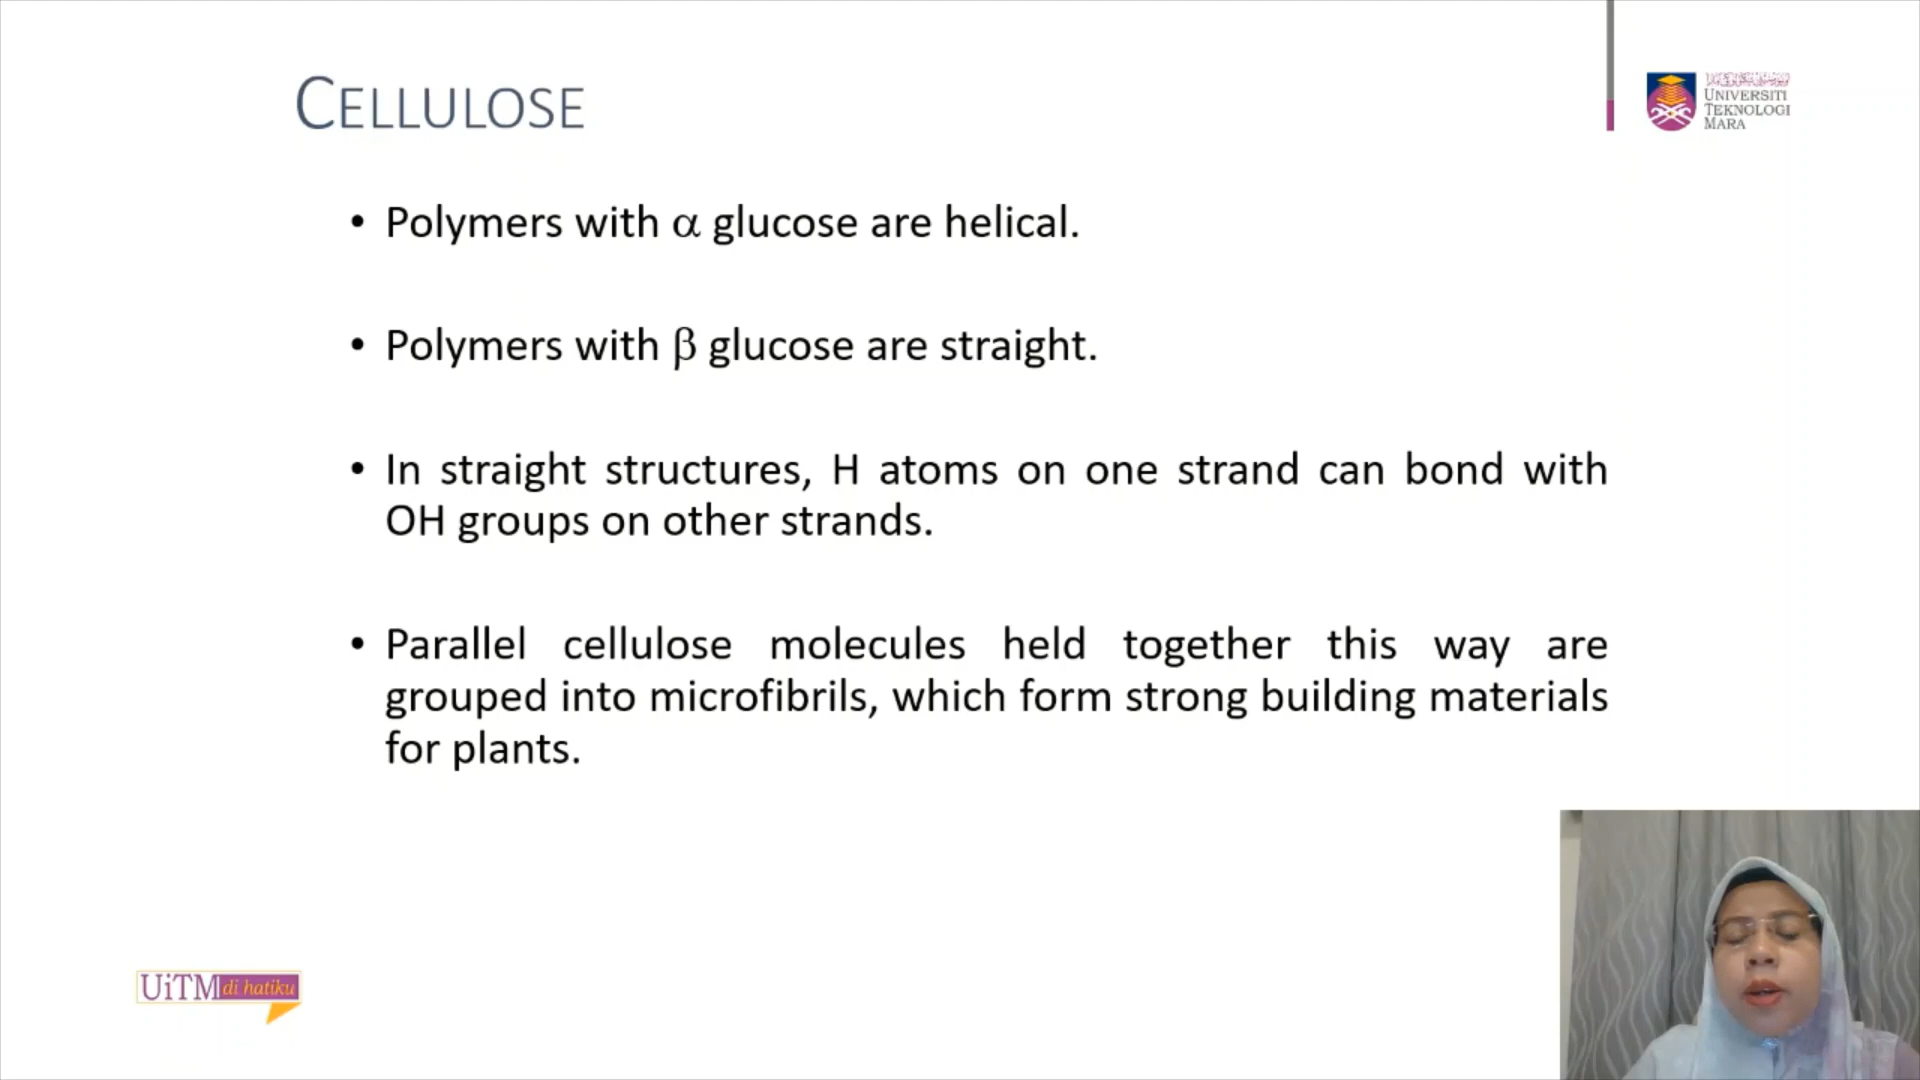 CELLULOSE
UNIVERSITI
TEKNOLOGI
MARA
• Polymers with α glucose are helical.
• Polymers with β glucose are straight.
• In straight structures, H atoms on one strand can bond with
OH groups on other strands.
• Parallel cellulose molecules held together this way are
grouped into microfibrils, which form strong building materials
for plants.
UiTM di hatiku